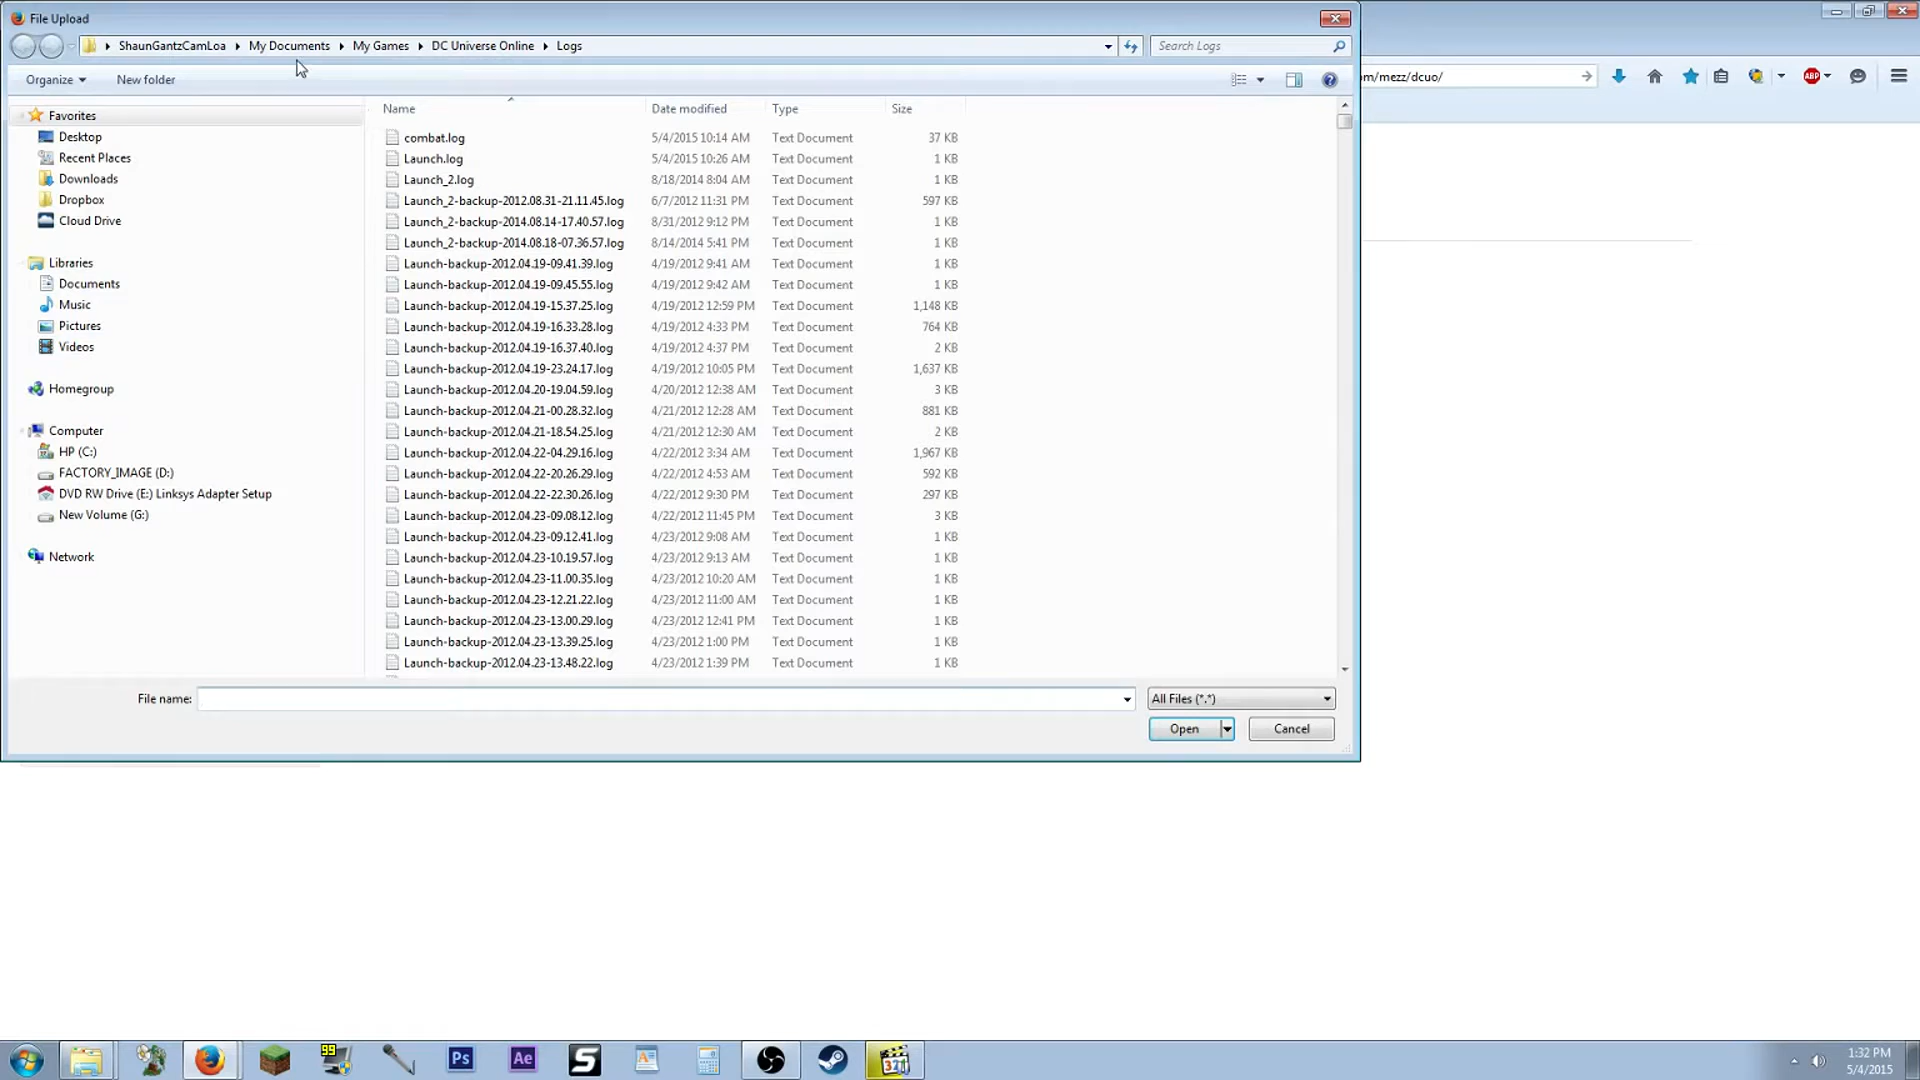 File Upload
ShaunGantzCamLoa My Documents My Games DC Universe Online Logs
Search Logs
om/mezz/dcuo/
ABP
Organize New folder
Name Date modified Type Size
Favorites
Desktop
Recent Places
Downloads
Dropbox
Cloud Drive
Libraries
Documents
Music
Pictures
Videos
Homegroup
Computer
HP (C:)
FACTORY_IMAGE (D:)
DVD RW Drive (E:) Linksys Adapter Setup
New Volume (G:)
Network
combat.log 5/4/2015 10:14 AM Text Document 37 KB
Launch.log 5/4/2015 10:26 AM Text Document 1 KB
Launch_2.log 8/18/2014 8:04 AM Text Document 1 KB
Launch_2-backup-2012.08.31-21.11.45.log 6/7/2012 11:31 PM Text Document 597 KB
Launch_2-backup-2014.08.14-17.40.57.log 8/31/2012 9:12 PM Text Document 1 KB
Launch_2-backup-2014.08.18-07.36.57.log 8/14/2014 5:41 PM Text Document 1 KB
Launch-backup-2012.04.19-09.41.39.log 4/19/2012 9:41 AM Text Document 1 KB
Launch-backup-2012.04.19-09.45.55.log 4/19/2012 9:42 AM Text Document 1 KB
Launch-backup-2012.04.19-15.37.25.log 4/19/2012 12:59 PM Text Document 1,148 KB
Launch-backup-2012.04.19-16.33.28.log 4/19/2012 4:33 PM Text Document 764 KB
Launch-backup-2012.04.19-16.37.40.log 4/19/2012 4:37 PM Text Document 2 KB
Launch-backup-2012.04.19-23.24.17.log 4/19/2012 10:05 PM Text Document 1,637 KB
Launch-backup-2012.04.20-19.04.59.log 4/20/2012 12:38 AM Text Document 3 KB
Launch-backup-2012.04.21-00.28.32.log 4/21/2012 12:28 AM Text Document 881 KB
Launch-backup-2012.04.21-18.54.25.log 4/21/2012 12:30 AM Text Document 2 KB
Launch-backup-2012.04.22-04.29.16.log 4/22/2012 3:34 AM Text Document 1,967 KB
Launch-backup-2012.04.22-20.26.29.log 4/22/2012 4:53 AM Text Document 592 KB
Launch-backup-2012.04.22-22.30.26.log 4/22/2012 9:30 PM Text Document 297 KB
Launch-backup-2012.04.23-09.08.12.log 4/22/2012 11:45 PM Text Document 3 KB
Launch-backup-2012.04.23-09.12.41.log 4/23/2012 9:08 AM Text Document 1 KB
Launch-backup-2012.04.23-10.19.57.log 4/23/2012 9:13 AM Text Document 1 KB
Launch-backup-2012.04.23-11.00.35.log 4/23/2012 10:20 AM Text Document 1 KB
Launch-backup-2012.04.23-12.21.22.log 4/23/2012 11:00 AM Text Document 1 KB
Launch-backup-2012.04.23-13.00.29.log 4/23/2012 12:41 PM Text Document 1 KB
Launch-backup-2012.04.23-13.39.25.log 4/23/2012 1:00 PM Text Document 1 KB
Launch-backup-2012.04.23-13.48.22.log 4/23/2012 1:39 PM Text Document 1 KB
File name:
All Files (*.*)
Open Cancel
99
Ps
Ae
S
321
1:32 PM
5/4/2015